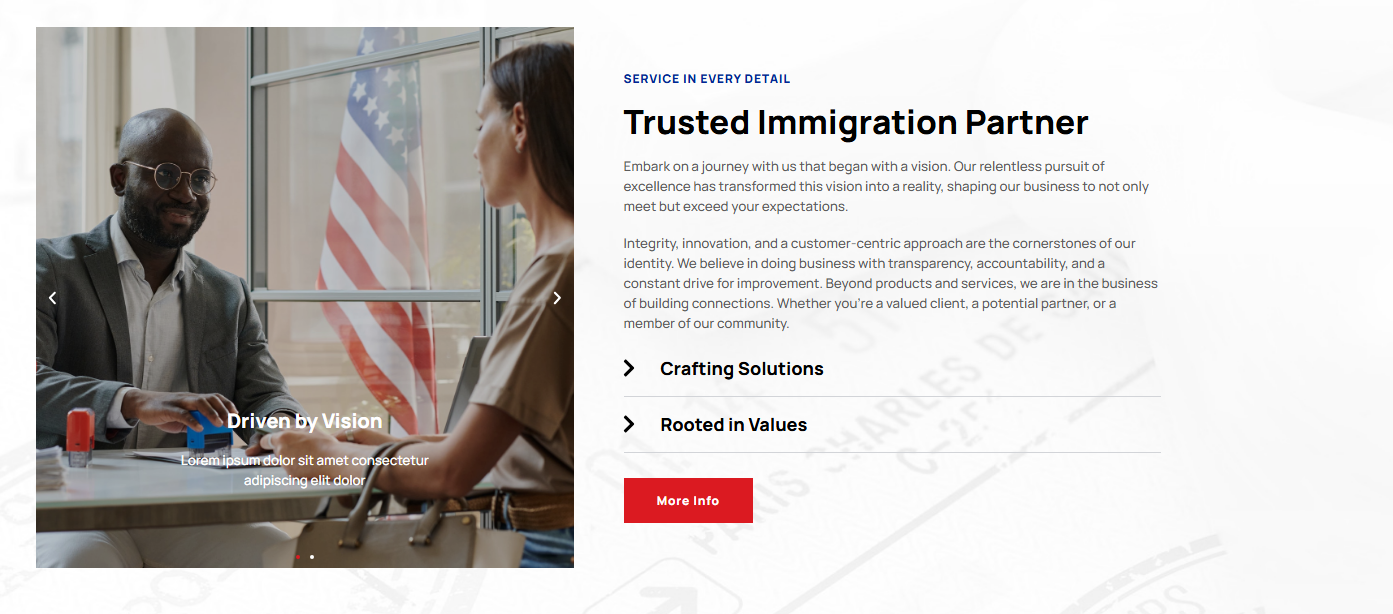 SERVICE IN EVERY DETAIL
Trusted Immigration Partner
Embark on a journey with us that began with a vision. Our relentless pursuit of
excellence has transformed this vision into a reality, shaping our business to not only
meet but exceed your expectations.
Integrity, innovation, and a customer-centric approach are the cornerstones of our
identity. We believe in doing business with transparency, accountability, and a
constant drive for improvement. Beyond products and services, we are in the business
of building connections. Whether you're a valued client, a potential partner, or a
member of our community.
Crafting Solutions
Rooted in Values
More Info
Driven by Vision
Lorem ipsum dolor sit amet consectetur
adipiscing elit dolor
PARIS CHARLES DE